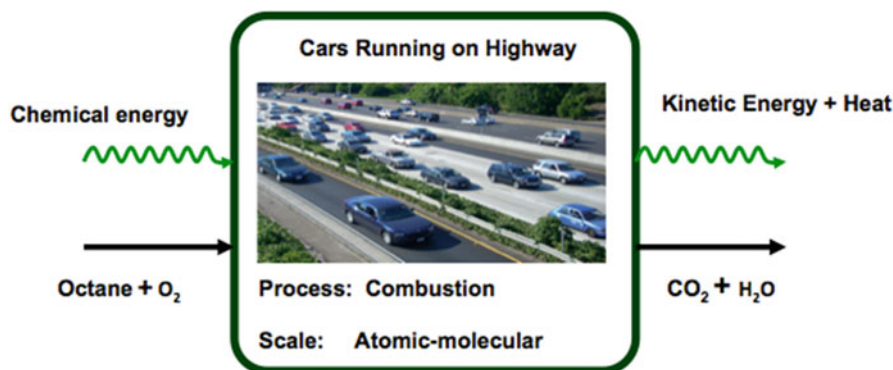 Cars Running on Highway
Chemical energy
Kinetic Energy + Heat
Octane + O₂
CO₂ + H₂O
Process: Combustion
Scale: Atomic-molecular